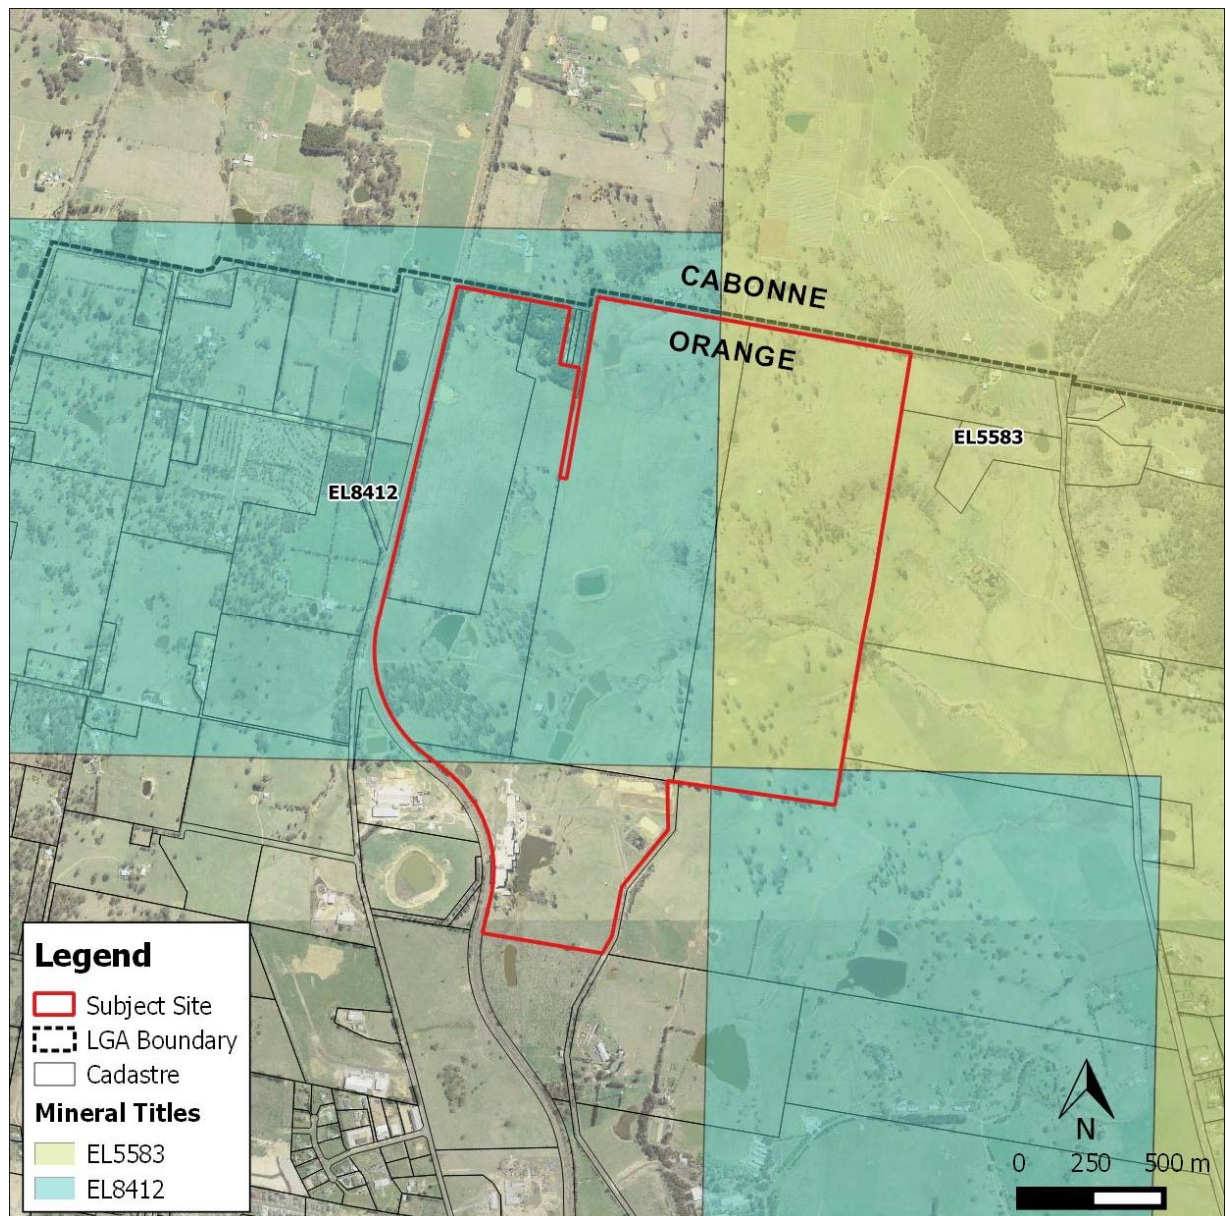 CABONNE
ORANGE
EL5583
EL8412
Legend
Subject Site
LGA Boundary
Cadastre
Mineral Titles
EL5583
EL8412
N
0 250 500 m